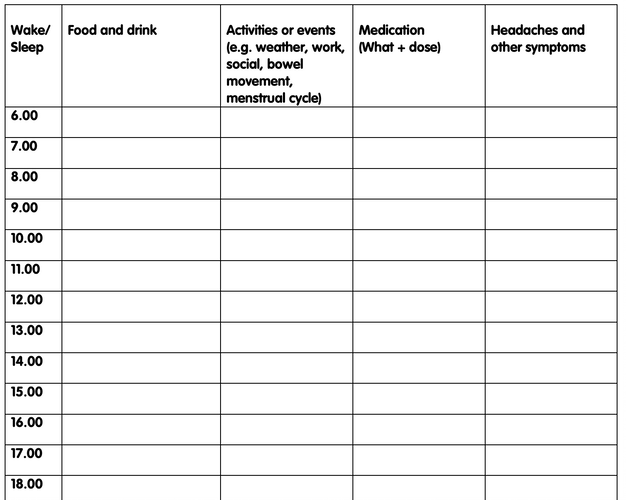 Wake/
Sleep
Food and drink
Activities or events
(e.g. weather, work,
social, bowel
movement,
menstrual cycle)
Medication
(What + dose)
Headaches and
other symptoms
6.00
7.00
8.00
9.00
10.00
11.00
12.00
13.00
14.00
15.00
16.00
17.00
18.00